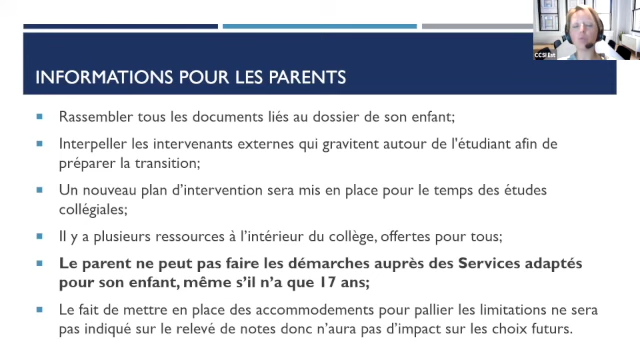 CCSI Est
INFORMATIONS POUR LES PARENTS
Rassembler tous les documents liés au dossier de son enfant;
Interpeller les intervenants externes qui gravitent autour de l'étudiant afin de
préparer la transition;
Un nouveau plan d'intervention sera mis en place pour le temps des études
collégiales;
Il y a plusieurs ressources à l'intérieur du collège, offertes pour tous;
Le parent ne peut pas faire les démarches auprès des Services adaptés
pour son enfant, même s'il n'a que 17 ans;
Le fait de mettre en place des accommodements pour pallier les limitations ne sera
pas indiqué sur le relevé de notes donc n'aura pas d'impact sur les choix futurs.